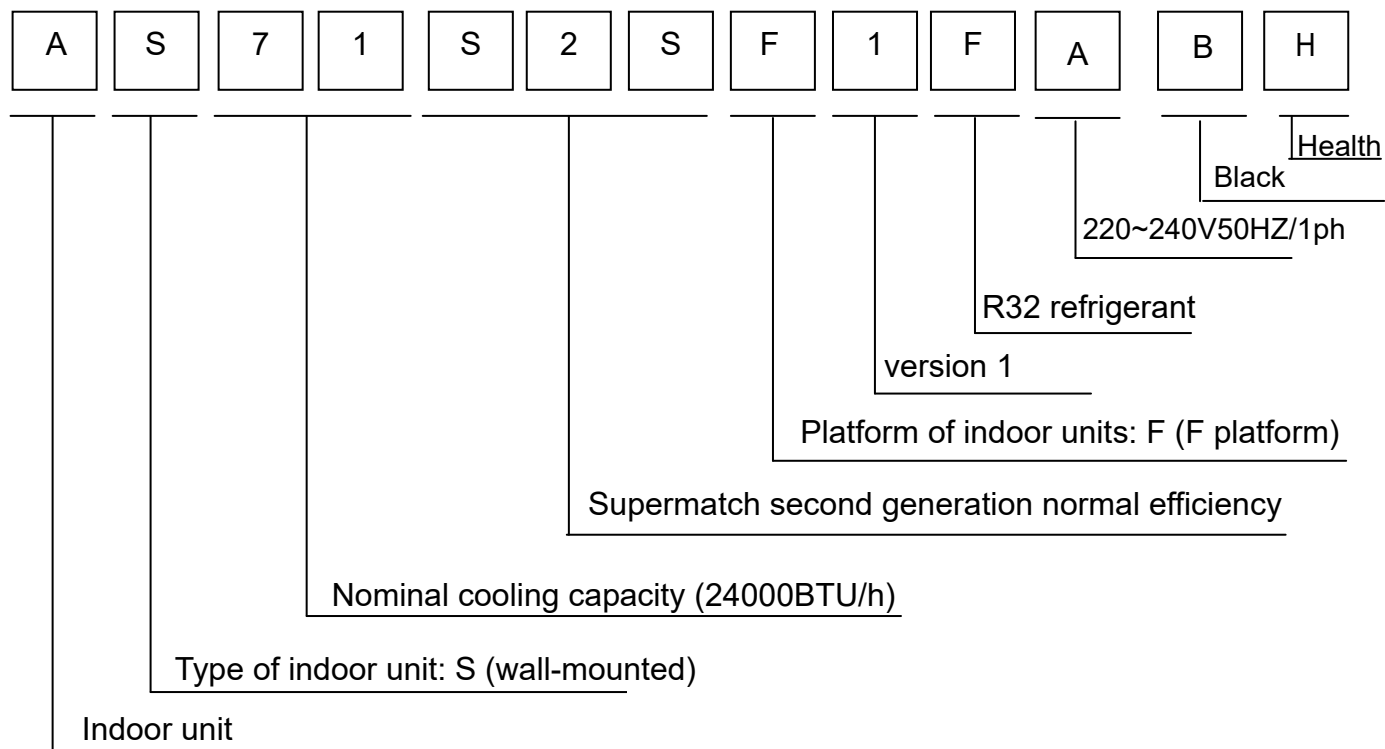 A S 7 1 S 2 S F 1 F A B H
Health
Black
220~240V50HZ/1ph
R32 refrigerant
version 1
Platform of indoor units: F (F platform)
Supermatch second generation normal efficiency
Nominal cooling capacity (24000BTU/h)
Type of indoor unit: S (wall-mounted)
Indoor unit